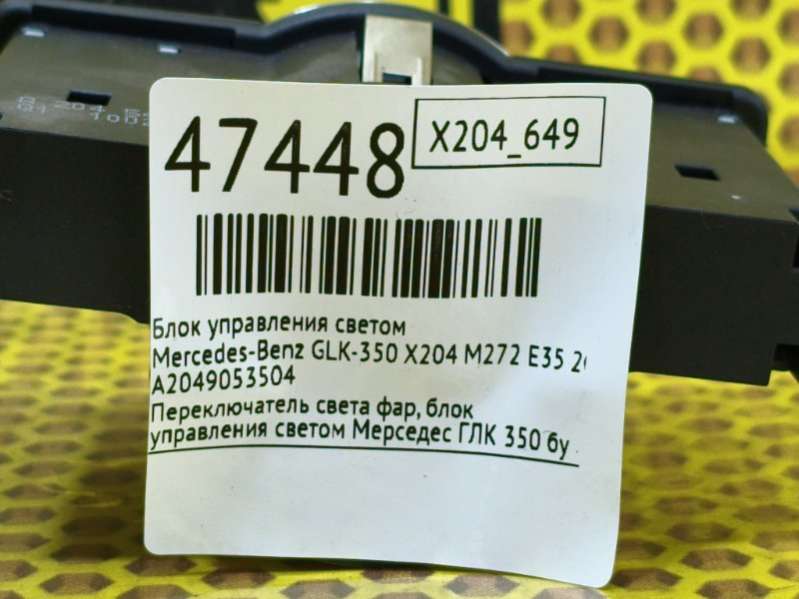 47448
X204_649
Блок управления светом
Mercedes-Benz GLK-350 X204 M272 E35
A2049053504
Переключатель света фар, блок
управления светом Мерседес ГЛК 350 бу